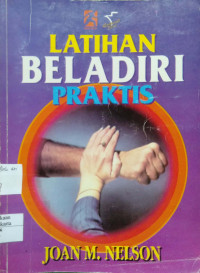 LATIHAN
BELADIRI
PRAKTIS
JOAN M. NELSON